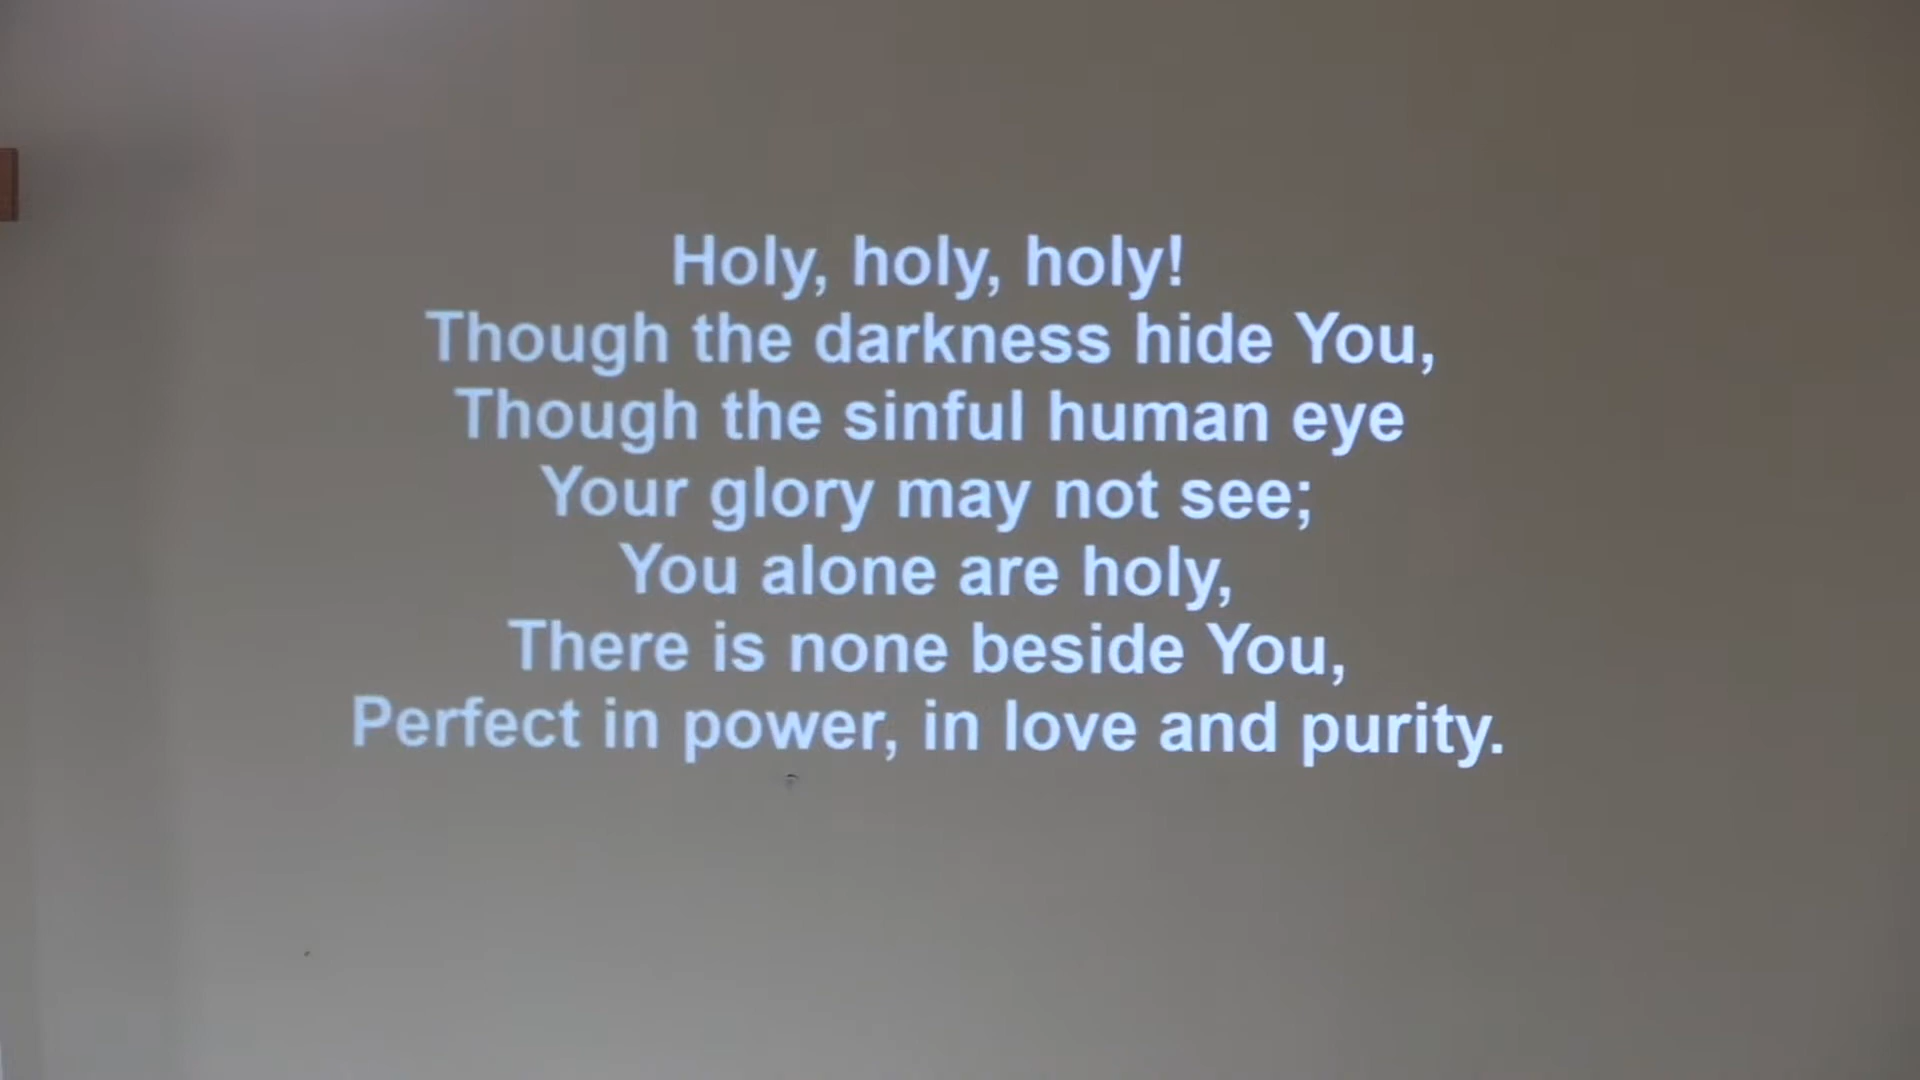 Holy, holy, holy!
Though the darkness hide You,
Though the sinful human eye
Your glory may not see;
You alone are holy,
There is none beside You,
Perfect in power, in love and purity.